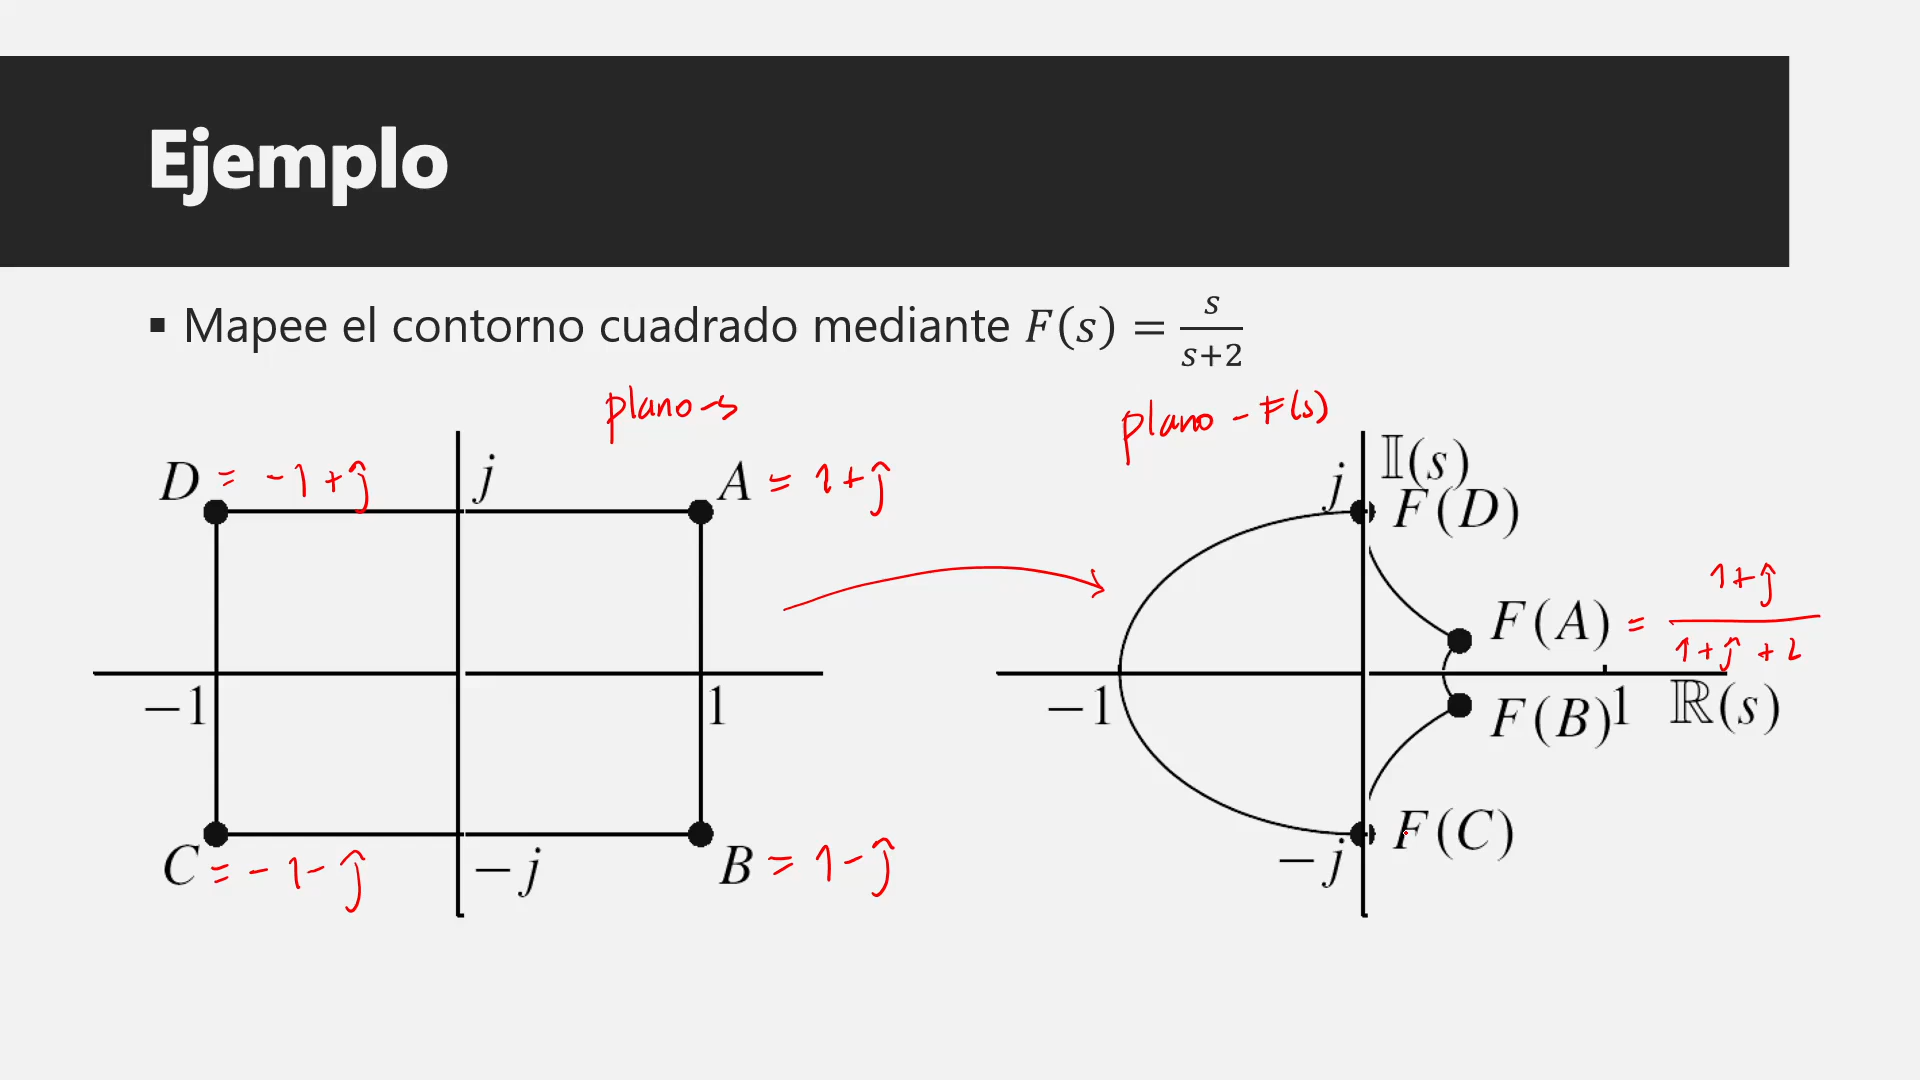 Ejemplo
▪ Mapee el contorno cuadrado mediante F(s) = s/(s+2)
plano-s
plano - F(s)
D = -1+j
j
A = 1+j
−1
1
C = -1-j
−j
B = 1-j
j
𝕀(s)
F(D)
F(A) = (1+j)/(1+j+2)
−1
F(B)
1
ℝ(s)
F(C)
−j